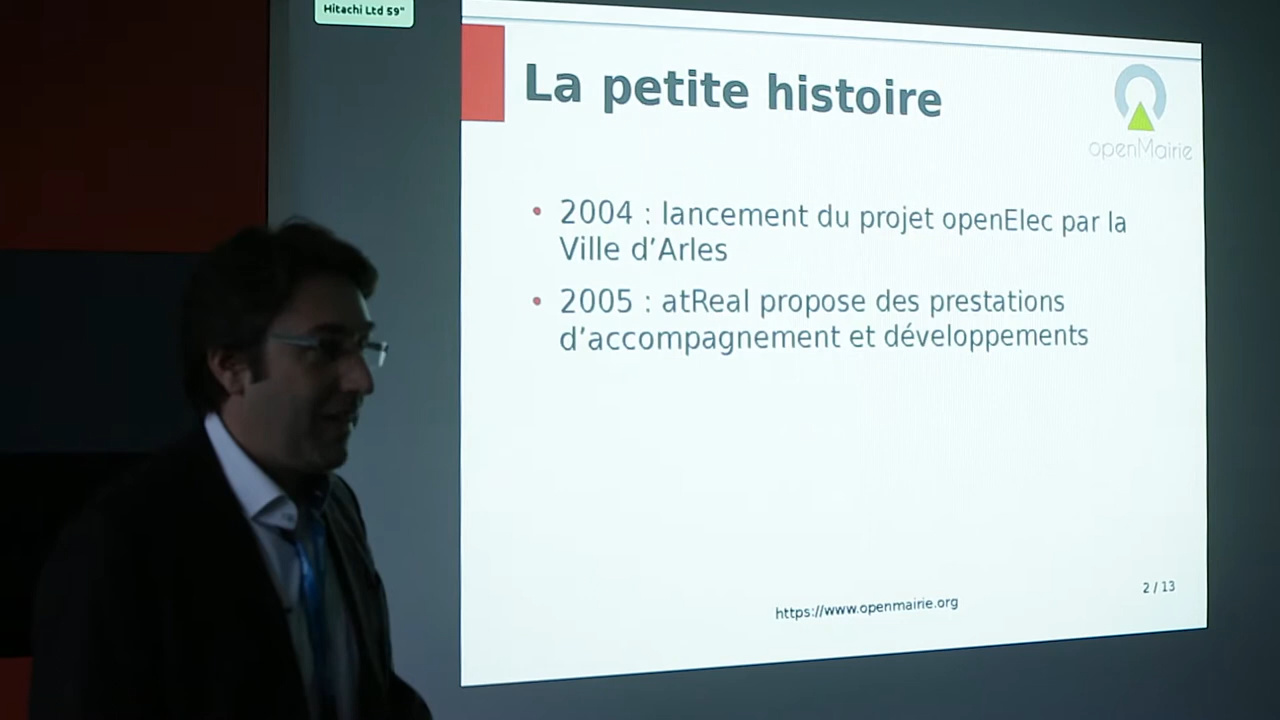 Hitachi Ltd 59"
La petite histoire
openMairie
• 2004 : lancement du projet openElec par la
Ville d’Arles
• 2005 : atReal propose des prestations
d’accompagnement et développements
2 / 13
https://www.openmairie.org